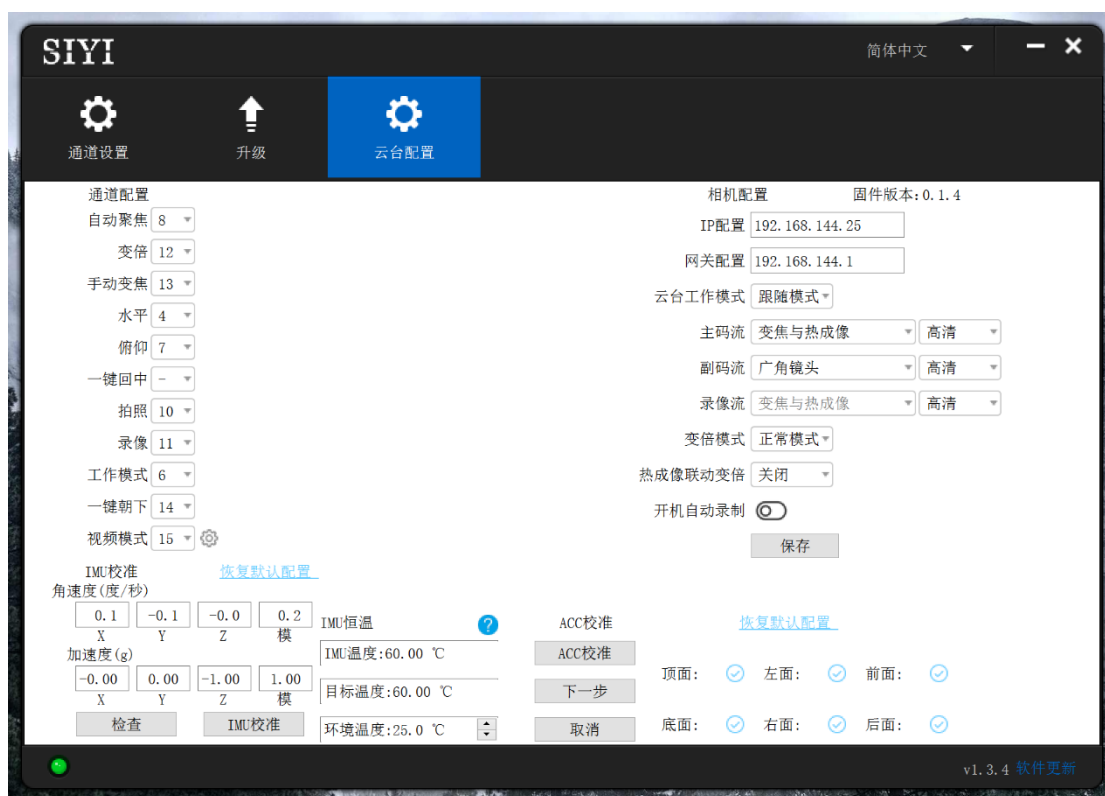 SIYI
简体中文
通道设置
升级
云台配置
通道配置
自动聚焦 8
变倍 12
手动变焦 13
水平 4
俯仰 7
一键回中 -
拍照 10
录像 11
工作模式 6
一键朝下 14
视频模式 15
相机配置 固件版本:0.1.4
IP配置 192.168.144.25
网关配置 192.168.144.1
云台工作模式 跟随模式
主码流 变焦与热成像 高清
副码流 广角镜头 高清
录像流 变焦与热成像 高清
变倍模式 正常模式
热成像联动变倍 关闭
开机自动录制
保存
IMU校准 恢复默认配置
角速度(度/秒)
0.1 -0.1 -0.0 0.2
X Y Z 模
加速度(g)
-0.00 0.00 -1.00 1.00
X Y Z 模
检查 IMU校准
IMU恒温 ?
IMU温度:60.00 ℃
目标温度:60.00 ℃
环境温度:25.0 ℃
ACC校准 恢复默认配置
ACC校准
下一步
取消
顶面: 左面: 前面:
底面: 右面: 后面:
v1.3.4 软件更新